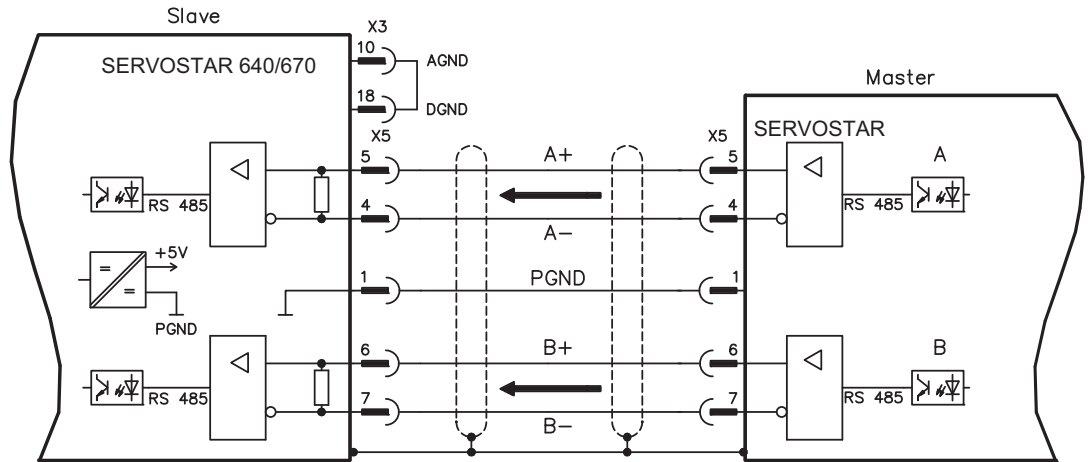 Slave
X3
10
AGND
SERVOSTAR 640/670
Master
18
DGND
X5
X5
SERVOSTAR
5
A+
5
A
RS 485
RS 485
4
A-
4
+5V
=
=
1
PGND
1
PGND
6
B+
6
B
RS 485
RS 485
7
B-
7